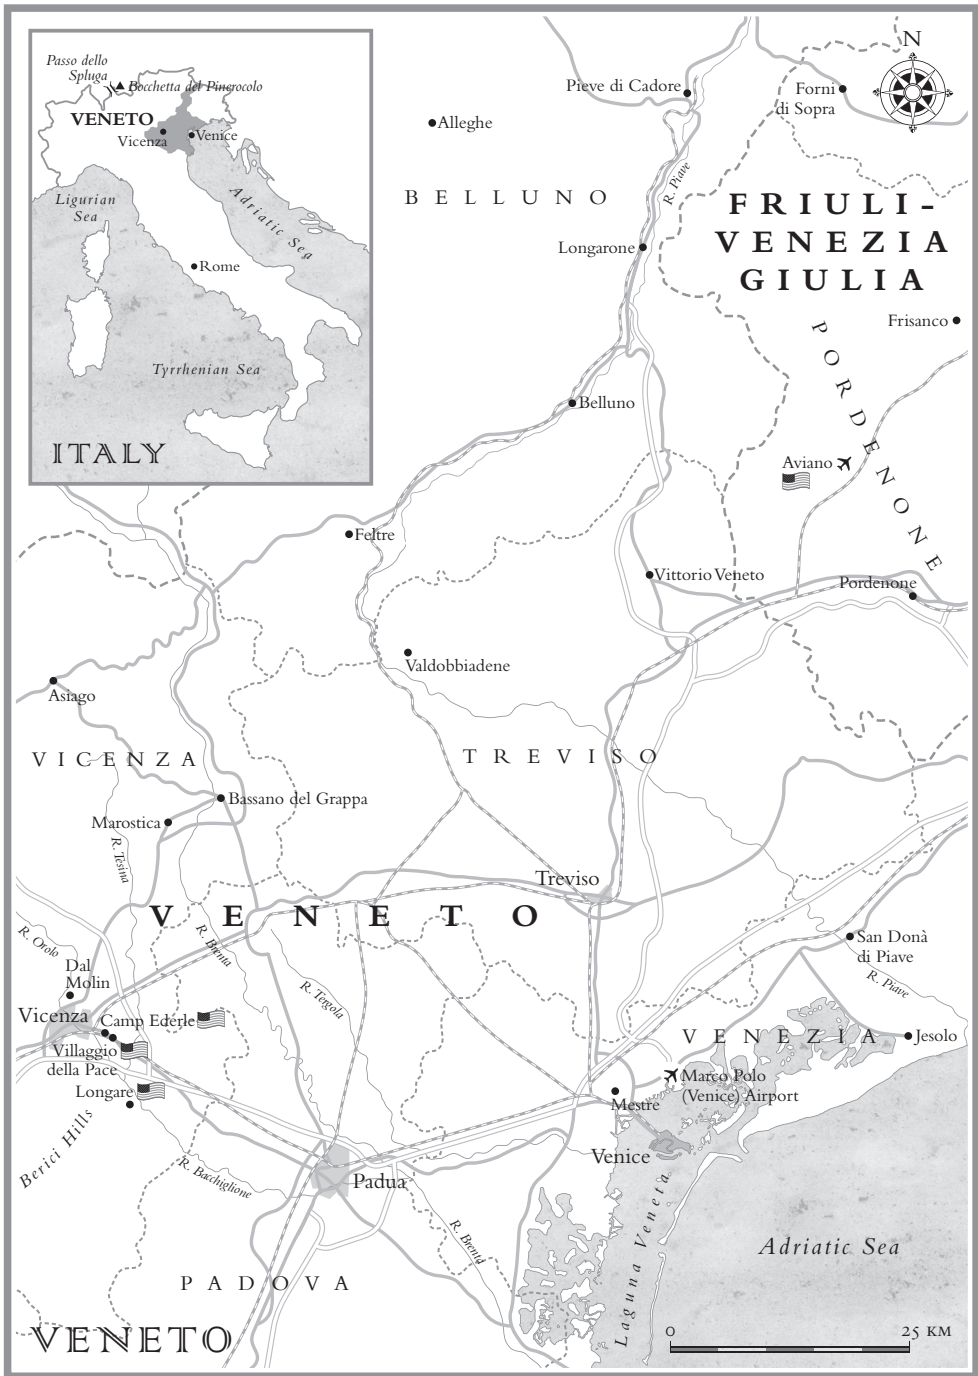 Passo dello
Spluga
Bocchetta del Pinerocolo
VENETO
Vicenza
Venice
Ligurian
Sea
Adriatic Sea
Rome
Tyrrhenian Sea
ITALY
N
Pieve di Cadore
Forni
di Sopra
Alleghe
BELLUNO
R. Piave
FRIULI-
VENEZIA
GIULIA
Longarone
Frisanco
PORDENONE
Belluno
Aviano
Feltre
Vittorio Veneto
Pordenone
Valdobbiadene
Asiago
VICENZA
TREVISO
Bassano del Grappa
Marostica
R. Tesina
Treviso
VENETO
R. Orolo
R. Brenta
San Donà
di Piave
Dal
Molin
R. Tergola
R. Piave
Vicenza
Camp Ederle
VENEZIA
Jesolo
Villaggio
della Pace
Marco Polo
(Venice) Airport
Longare
Mestre
Berici Hills
Venice
R. Bacchiglione
Padua
Laguna Veneta
R. Brenta
Adriatic Sea
PADOVA
VENETO
0
25 KM